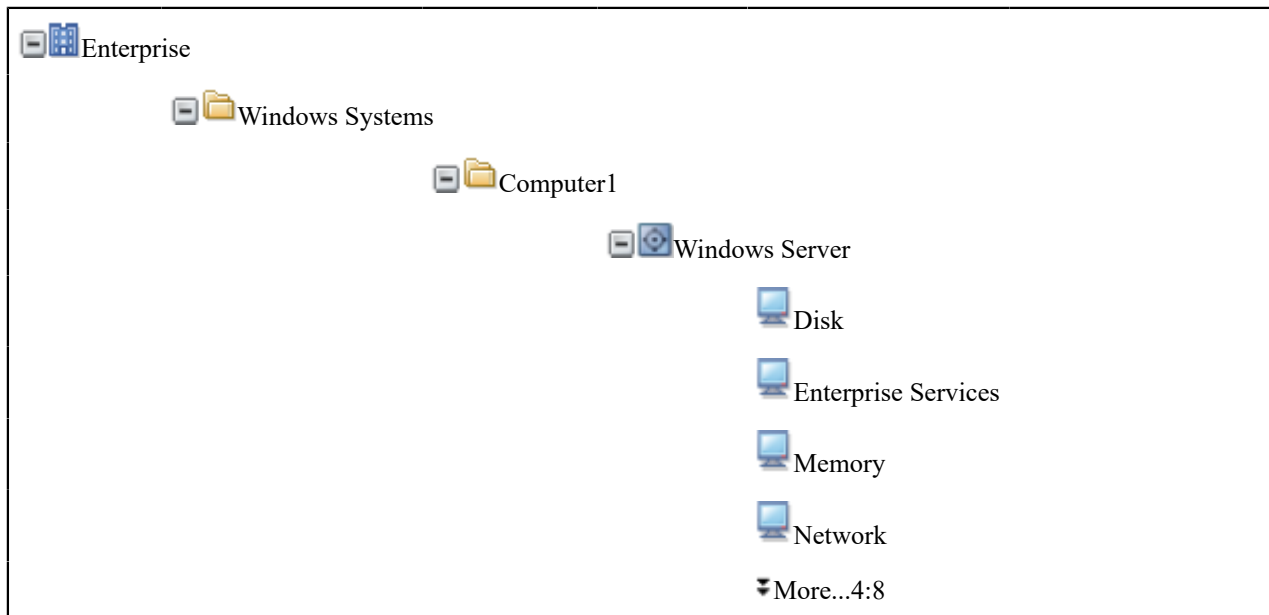 Enterprise
Windows Systems
Computer1
Windows Server
Disk
Enterprise Services
Memory
Network
More...4:8